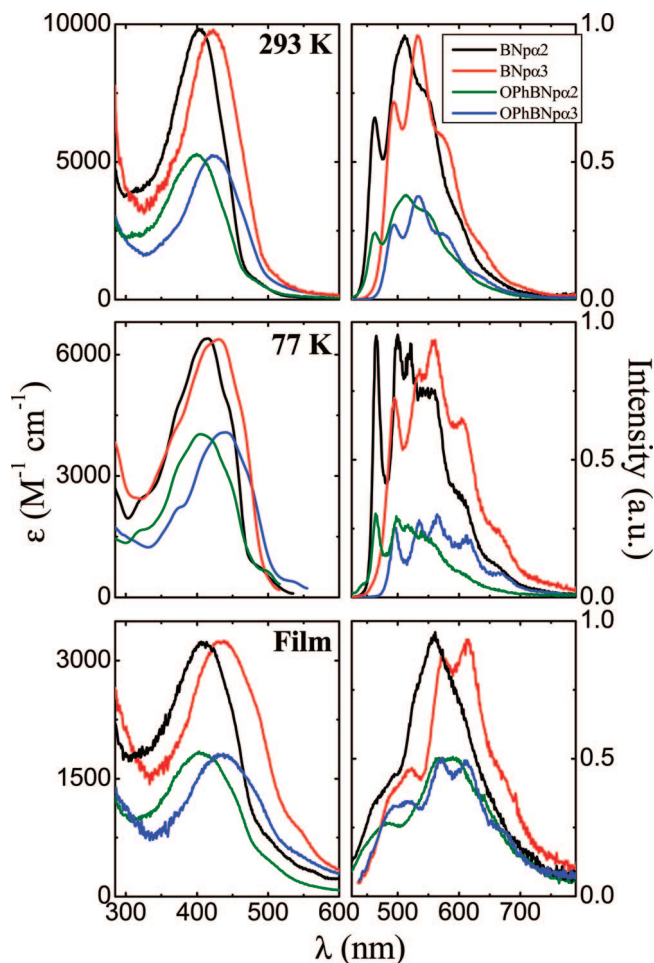 10000
293 K
1.0
BNpα2
BNpα3
OPhBNpα2
OPhBNpα3
5000
0.5
0
0.0
6000
77 K
1.0
3000
0.5
0
0.0
ε (M⁻¹ cm⁻¹)
Intensity (a.u.)
3000
Film
1.0
1500
0.5
0
0.0
300 400 500 600 500 600 700
λ (nm) λ (nm)